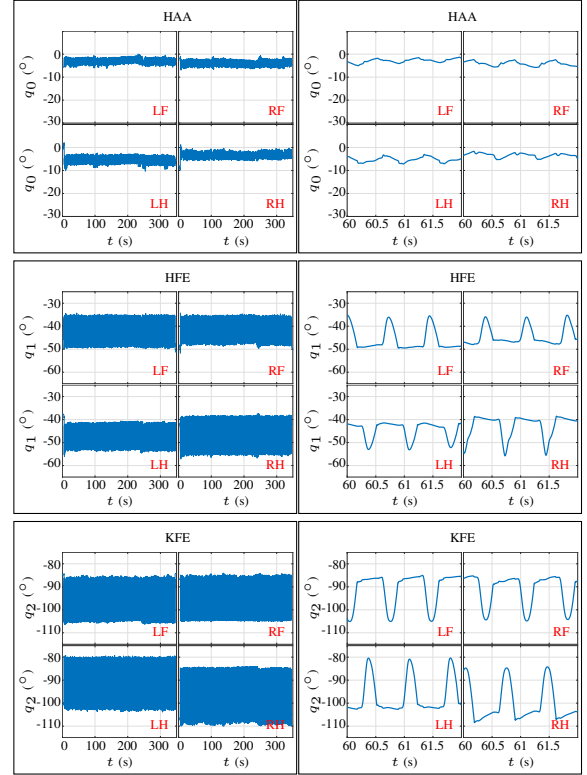 HAA
HAA
0
-10
-20
-30
q0 (°)
LF
RF
0
-10
-20
-30
q0 (°)
LF
RF
0
-10
-20
-30
q0 (°)
LH
RH
0
-10
-20
-30
q0 (°)
LH
RH
0 100 200 300 0 100 200 300
t (s)
t (s)
60 60.5 61 61.5 60 60.5 61 61.5
t (s)
t (s)
HFE
HFE
-30
-40
-50
-60
q1 (°)
LF
RF
-30
-40
-50
-60
q1 (°)
LF
RF
-30
-40
-50
-60
q1 (°)
LH
RH
-30
-40
-50
-60
q1 (°)
LH
RH
0 100 200 300 0 100 200 300
t (s)
t (s)
60 60.5 61 61.5 60 60.5 61 61.5
t (s)
t (s)
KFE
KFE
-80
-90
-100
-110
q2 (°)
LF
RF
-80
-90
-100
-110
q2 (°)
LF
RF
-80
-90
-100
-110
q2 (°)
LH
RH
-80
-90
-100
-110
q2 (°)
LH
RH
0 100 200 300 0 100 200 300
t (s)
t (s)
60 60.5 61 61.5 60 60.5 61 61.5
t (s)
t (s)